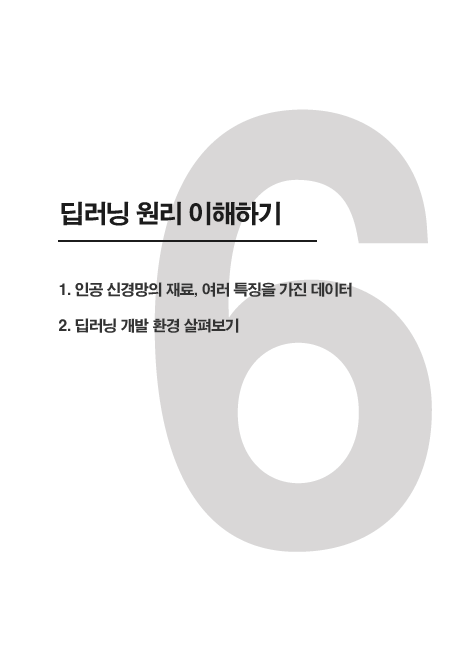 6
딥러닝 원리 이해하기
1. 인공 신경망의 재료, 여러 특징을 가진 데이터
2. 딥러닝 개발 환경 살펴보기